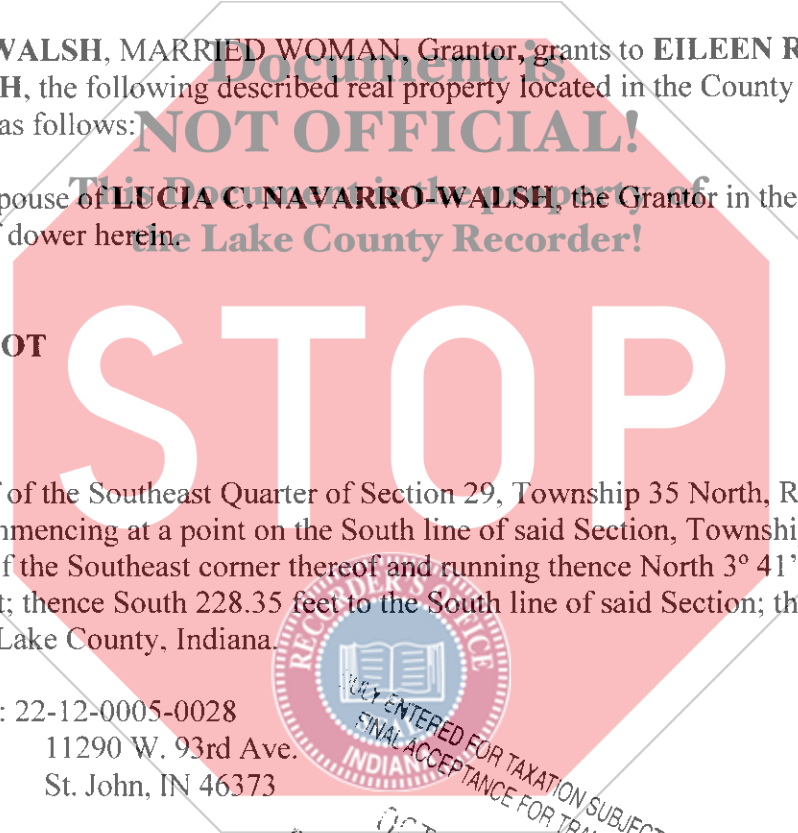 WALSH, MARRIED WOMAN, Grantor, grants to EILEEN R
H, the following described real property located in the County
as follows:
Document is
NOT OFFICIAL!
This Document is the property of
the Lake County Recorder!
pouse of LUCIA C. NAVARRO-WALSH, the Grantor in the
f dower herein.
OT
STOP
f of the Southeast Quarter of Section 29, Township 35 North, R
mmencing at a point on the South line of said Section, Townshi
f the Southeast corner thereof and running thence North 3° 41'
t; thence South 228.35 feet to the South line of said Section; th
Lake County, Indiana.
RECORDER'S OFFICE
SEAL
INDIANA
: 22-12-0005-0028
11290 W. 93rd Ave.
St. John, IN 46373
DULY ENTERED FOR TAXATION SUBJECT
FINAL ACCEPTANCE FOR TRA
OCT